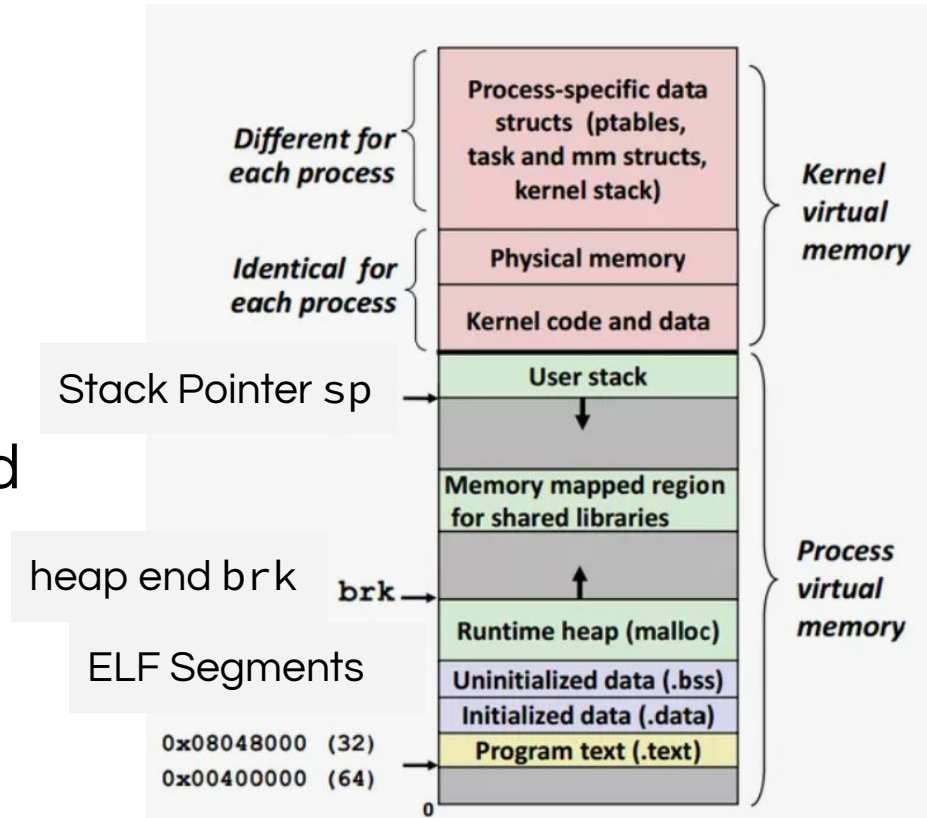 Process-specific data
structs (ptables,
task and mm structs,
kernel stack)
Different for
each process
Kernel
virtual
memory
Physical memory
Identical for
each process
Kernel code and data
User stack
Stack Pointer sp
d
Memory mapped region
for shared libraries
heap end brk
brk
Process
virtual
memory
Runtime heap (malloc)
ELF Segments
Uninitialized data (.bss)
Initialized data (.data)
0x08048000 (32)
Program text (.text)
0x00400000 (64)
0